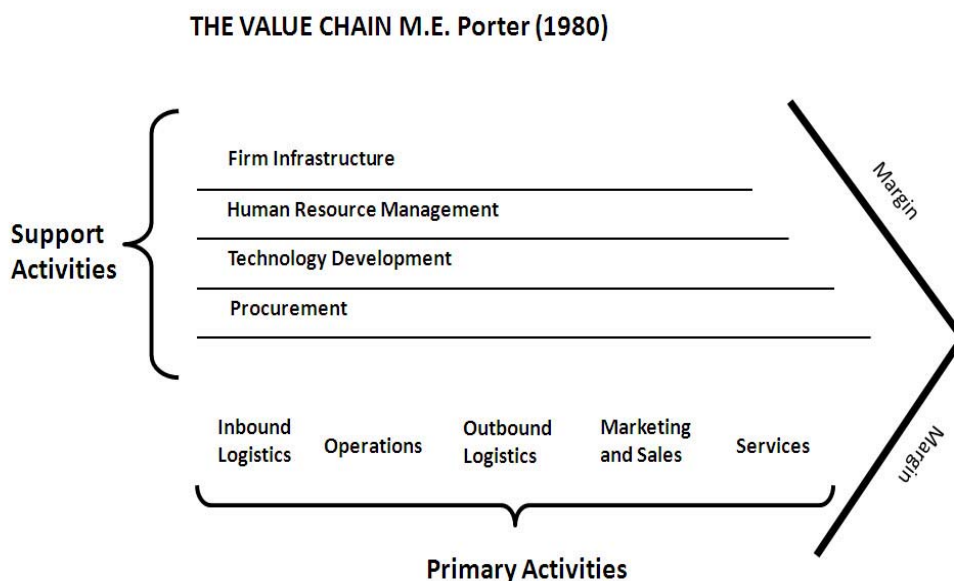 THE VALUE CHAIN M.E. Porter (1980)
Firm Infrastructure
Human Resource Management
Support
Activities
Technology Development
Procurement
Margin
Inbound
Logistics
Operations
Outbound
Logistics
Marketing
and Sales
Services
Margin
Primary Activities